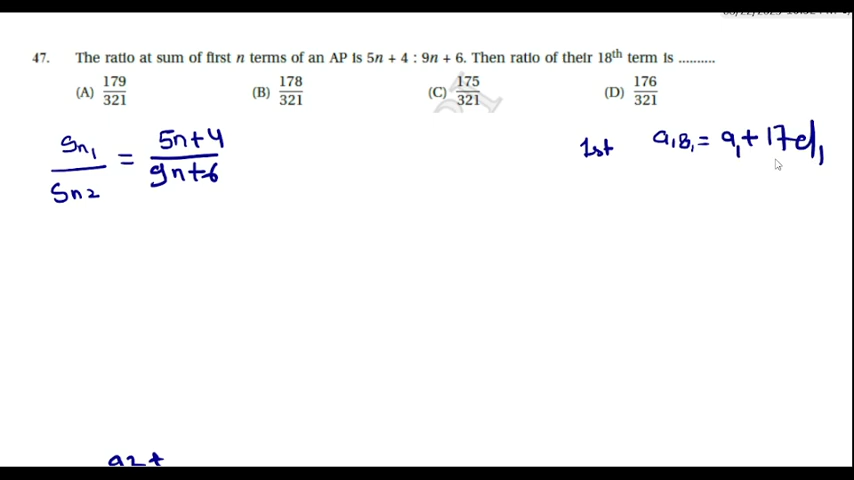 47. The ratio at sum of first n terms of an AP is 5n + 4 : 9n + 6. Then ratio of their 18th term is ..........
(A) 179/321 (B) 178/321 (C) 175/321 (D) 176/321
Sn1/Sn2 = 5n+4/9n+6
1st a18,1 = a1 + 17d1
a2 +